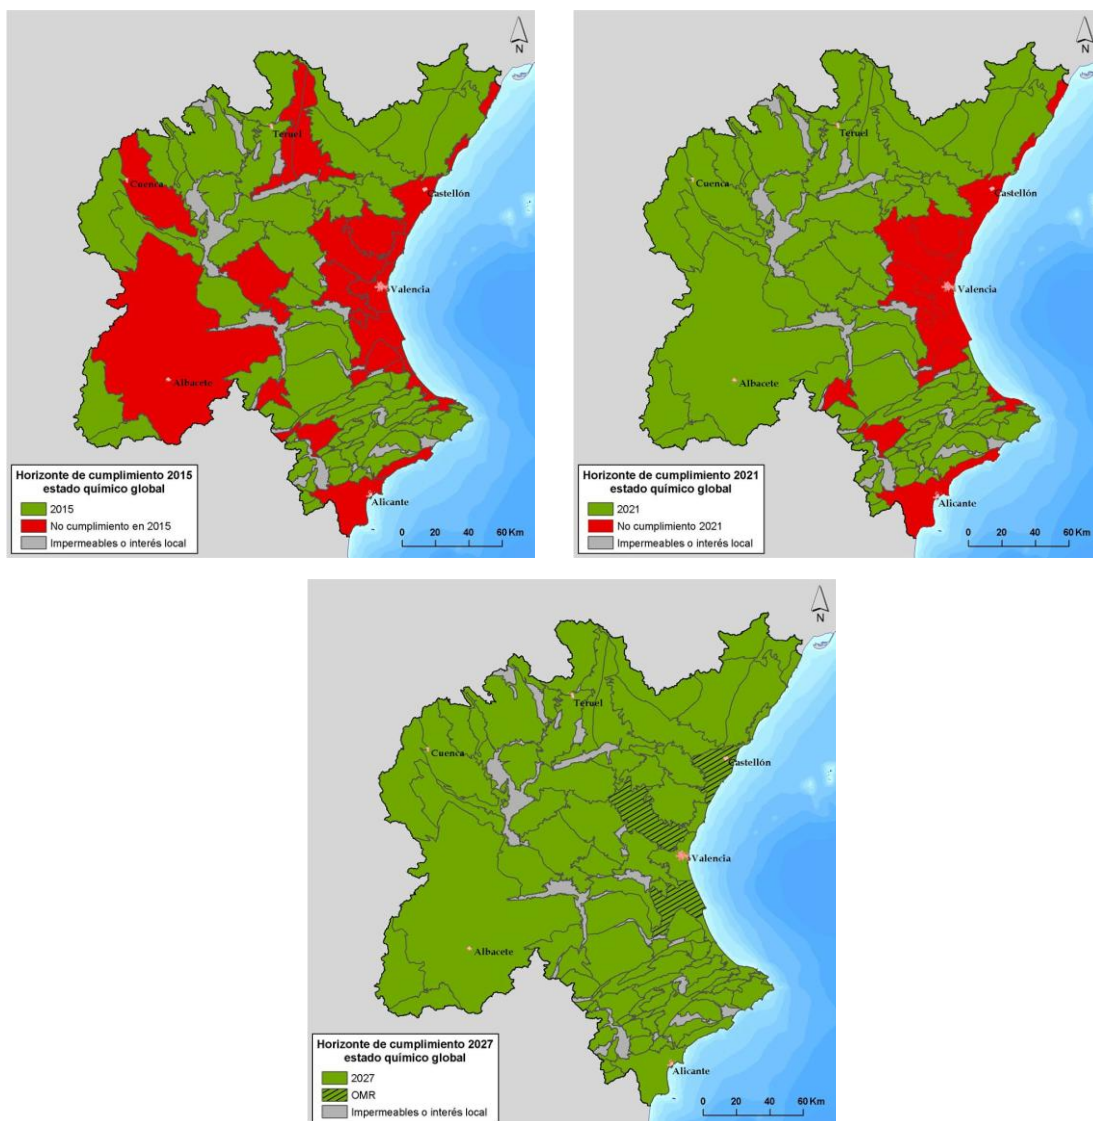 N
Teruel
Cuenca
Castellón
Valencia
Albacete
Alicante
Horizonte de cumplimiento 2015
estado químico global
2015
No cumplimiento en 2015
Impermeables o interés local
0 20 40 60 Km
N
Teruel
Cuenca
Castellón
Valencia
Albacete
Alicante
Horizonte de cumplimiento 2021
estado químico global
2021
No cumplimiento 2021
Impermeables o interés local
0 20 40 60 Km
N
Teruel
Cuenca
Castellón
Valencia
Albacete
Alicante
Horizonte de cumplimiento 2027
estado químico global
2027
OMR
Impermeables o interés local
0 20 40 60 Km